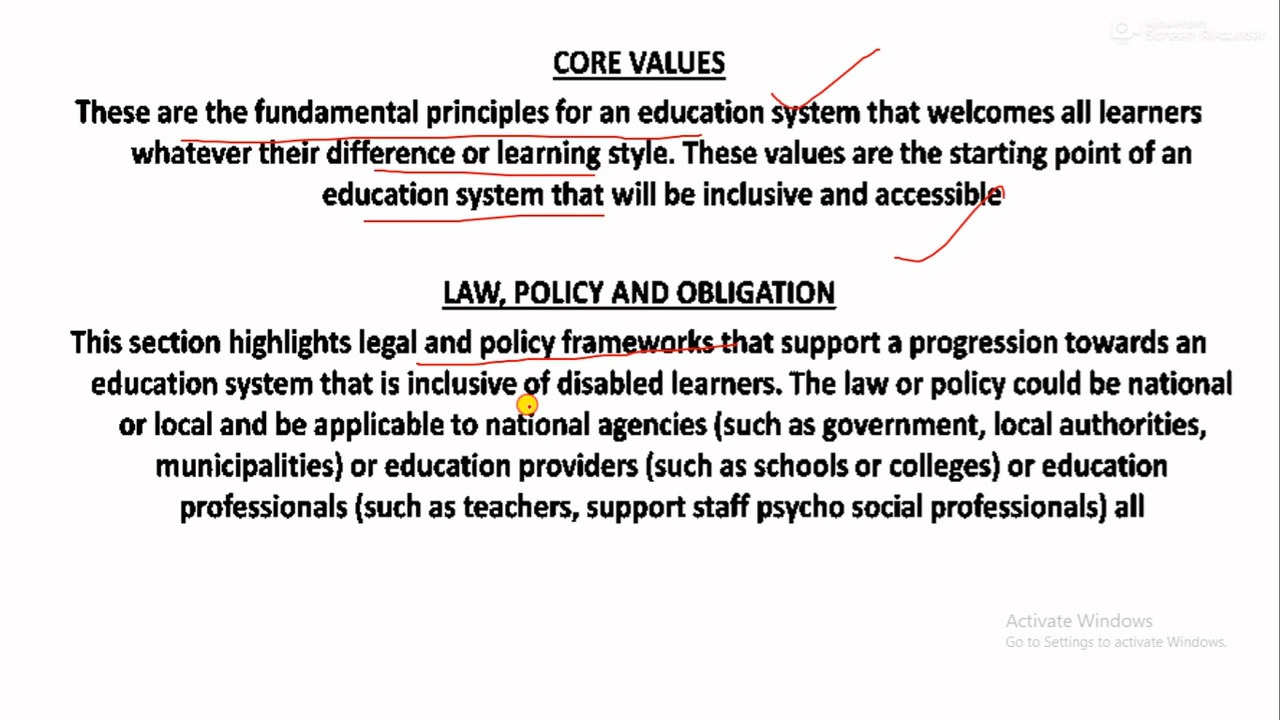 Screen Recorder
CORE VALUES
These are the fundamental principles for an education system that welcomes all learners
whatever their difference or learning style. These values are the starting point of an
education system that will be inclusive and accessible
LAW, POLICY AND OBLIGATION
This section highlights legal and policy frameworks that support a progression towards an
education system that is inclusive of disabled learners. The law or policy could be national
or local and be applicable to national agencies (such as government, local authorities,
municipalities) or education providers (such as schools or colleges) or education
professionals (such as teachers, support staff psycho social professionals) all
Activate Windows
Go to Settings to activate Windows.